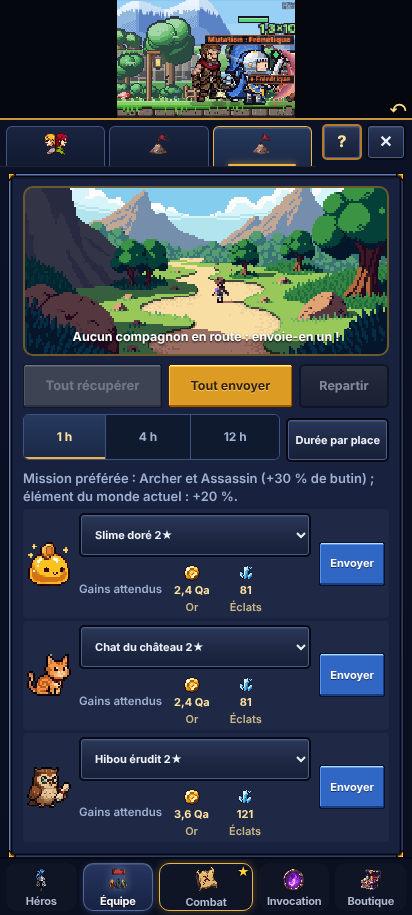 13×10
Mutation : Frénétique
Frénétique
?
×
Aucun compagnon en route : envoie-en un !
Tout récupérer
Tout envoyer
Repartir
1 h
4 h
12 h
Durée par place
Mission préférée : Archer et Assassin (+30 % de butin) ;
élément du monde actuel : +20 %.
Slime doré 2★
Envoyer
Gains attendus
2,4 Qa
81
Or
Éclats
Chat du château 2★
Envoyer
Gains attendus
2,4 Qa
81
Or
Éclats
Hibou érudit 2★
Envoyer
Gains attendus
3,6 Qa
121
Or
Éclats
Héros
Équipe
Combat
Invocation
Boutique